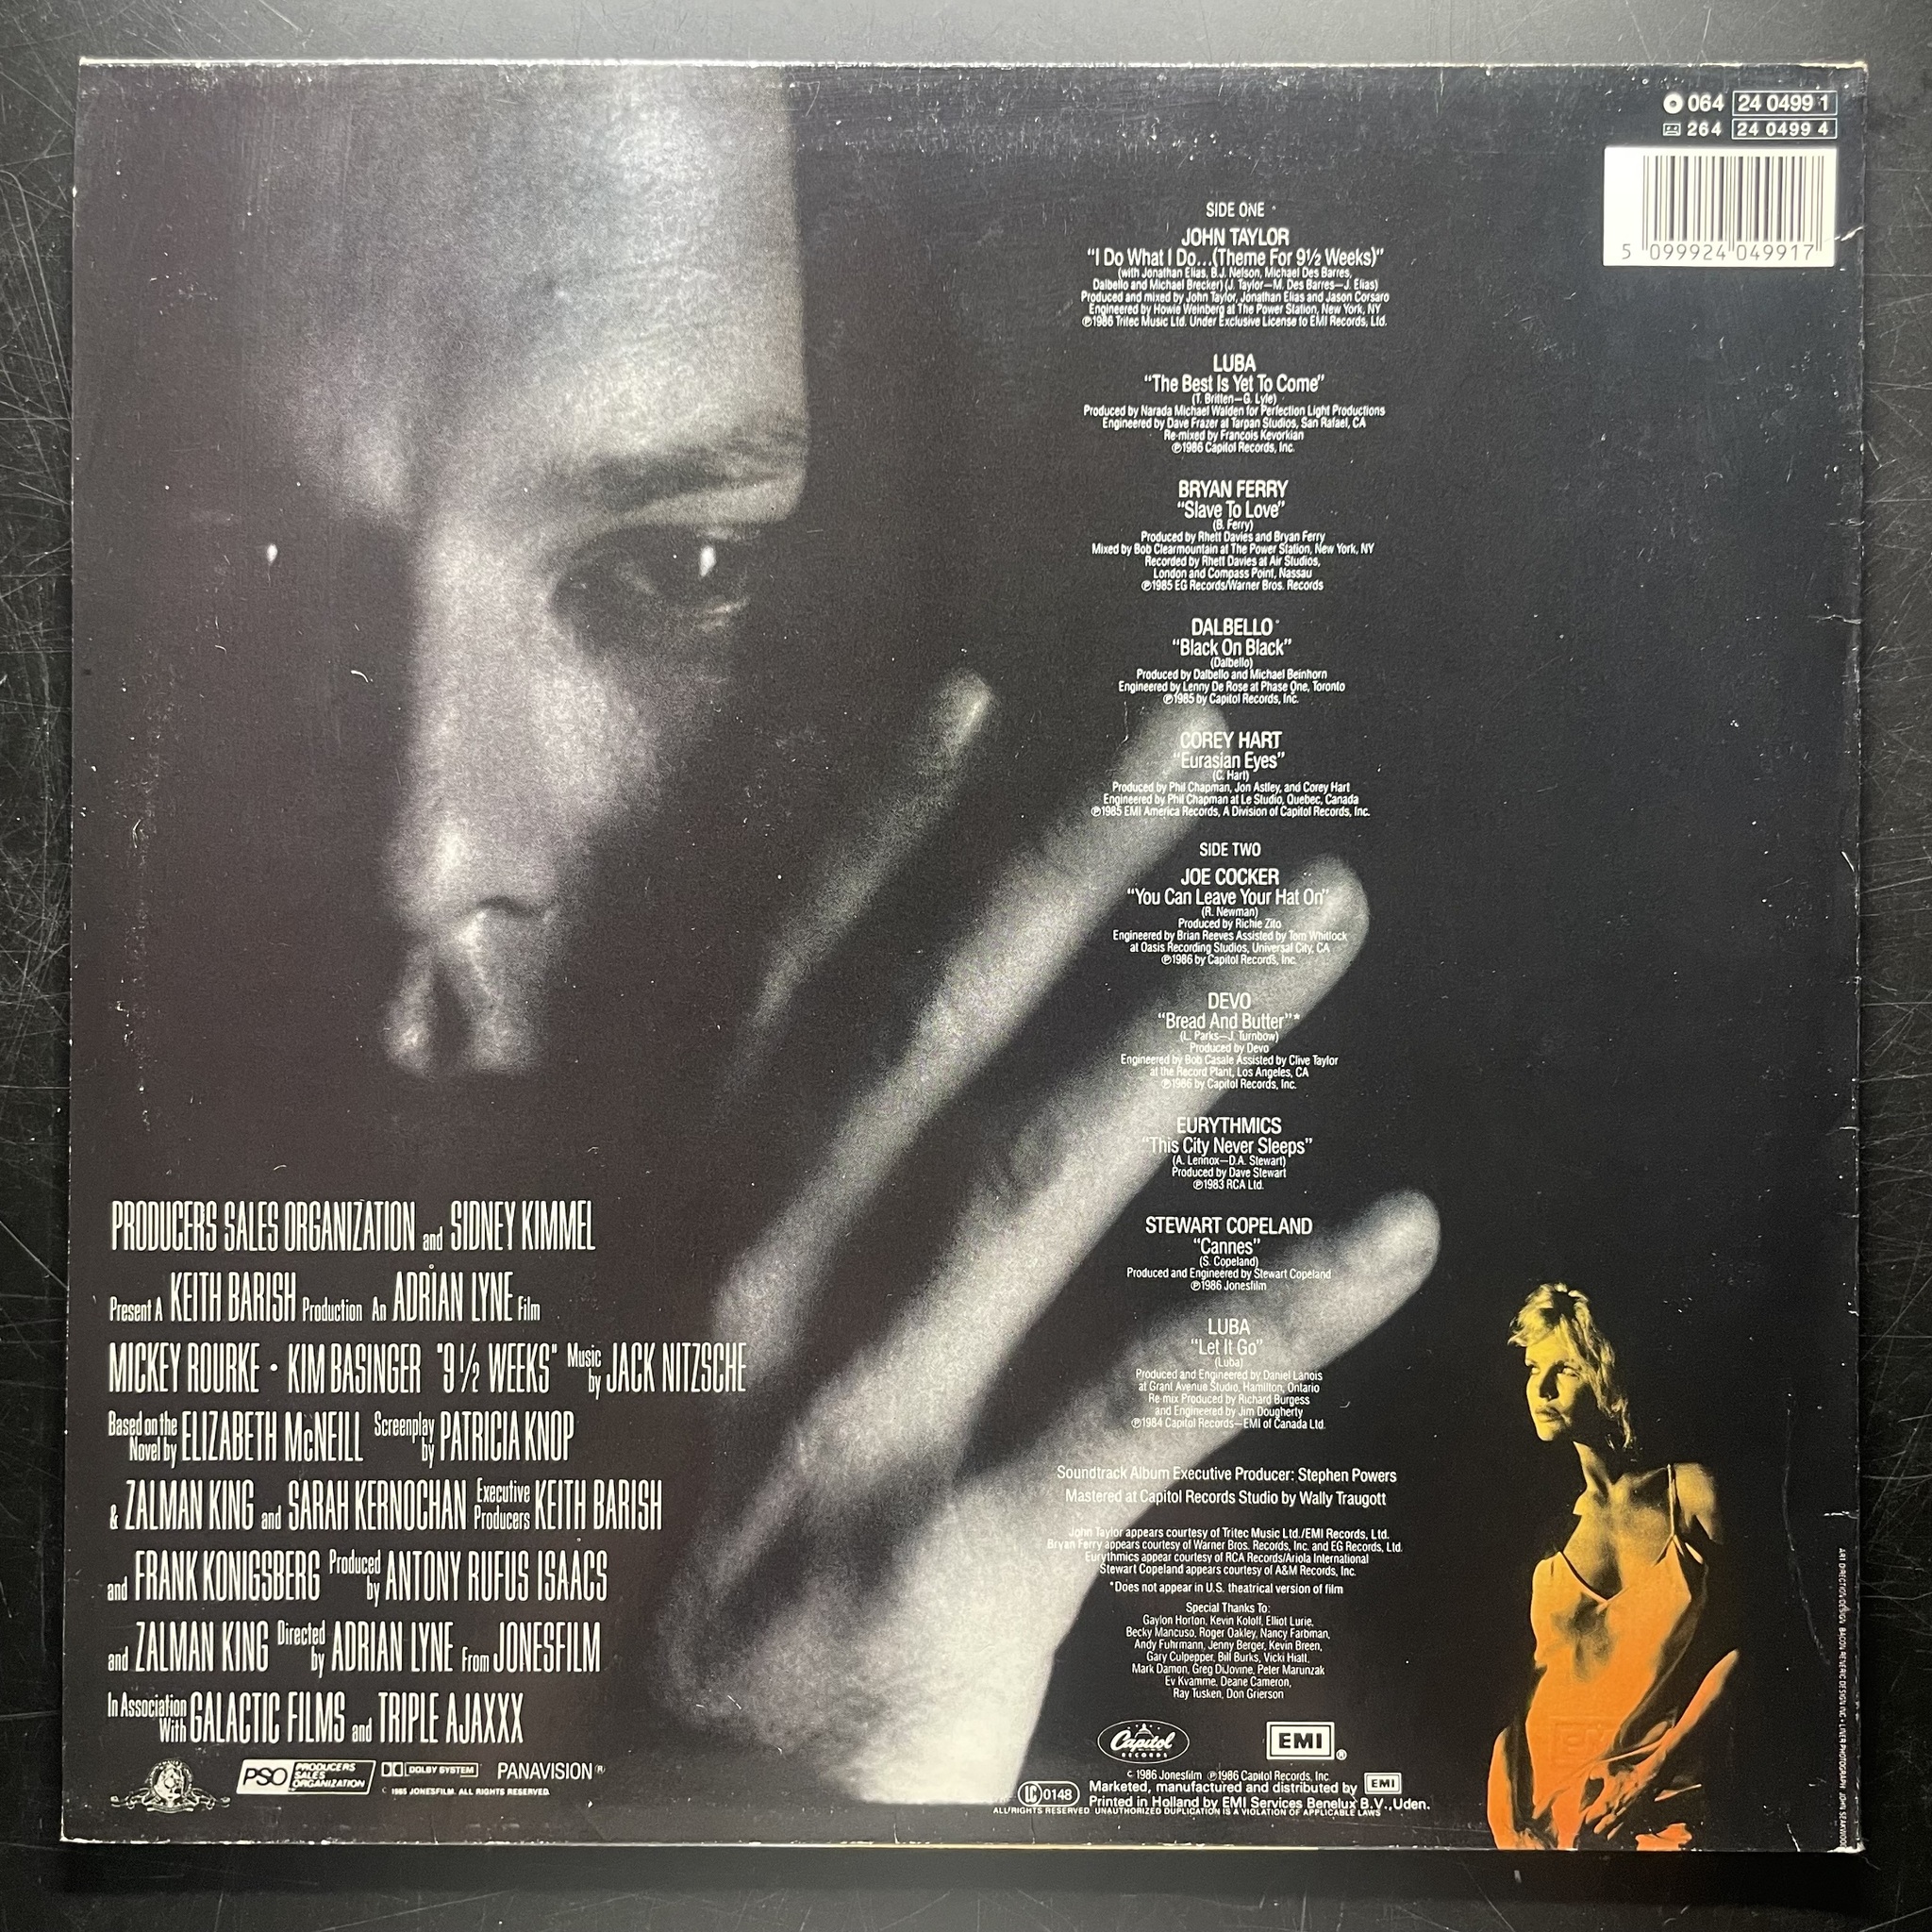 064 24 0499 1
264 24 0499 4
5 099924 049917
SIDE ONE
JOHN TAYLOR
“I Do What I Do...(Theme For 9½ Weeks)”
(with Jonathan Elias, B.J. Nelson, Michael Des Barres,
Dalbello and Michael Brecker) (J. Taylor—M. Des Barres—J. Elias)
Produced and mixed by John Taylor, Jonathan Elias and Jason Corsaro
Engineered by Howie Weinberg at The Power Station, New York, NY
℗1986 Tritec Music Ltd. Under Exclusive License to EMI Records, Ltd.
LUBA
“The Best Is Yet To Come”
(T. Britten—G. Lyle)
Produced by Narada Michael Walden for Perfection Light Productions
Engineered by Dave Frazer at Tarpan Studios, San Rafael, CA
Re-mixed by Francois Kevorkian
℗1986 Capitol Records, Inc.
BRYAN FERRY
“Slave To Love”
(B. Ferry)
Produced by Rhett Davies and Bryan Ferry
Mixed by Bob Clearmountain at The Power Station, New York, NY
Recorded by Rhett Davies at Air Studios,
London and Compass Point, Nassau
℗1985 EG Records/Warner Bros. Records
DALBELLO
“Black On Black”
(Dalbello)
Produced by Dalbello and Michael Beinhorn
Engineered by Lenny De Rose at Phase One, Toronto
℗1985 by Capitol Records, Inc.
COREY HART
“Eurasian Eyes”
(C. Hart)
Produced by Phil Chapman, Jon Astley, and Corey Hart
Engineered by Phil Chapman at Le Studio, Quebec, Canada
℗1985 EMI America Records, A Division of Capitol Records, Inc.
SIDE TWO
JOE COCKER
“You Can Leave Your Hat On”
(R. Newman)
Produced by Richie Zito
Engineered by Brian Reeves Assisted by Tom Whitlock
at Oasis Recording Studios, Universal City, CA
℗1986 by Capitol Records, Inc.
DEVO
“Bread And Butter”*
(L. Parks—J. Turnbow)
Produced by Devo
Engineered by Bob Casale Assisted by Clive Taylor
at the Record Plant, Los Angeles, CA
℗1986 by Capitol Records, Inc.
EURYTHMICS
“This City Never Sleeps”
(A. Lennox—D.A. Stewart)
Produced by Dave Stewart
℗1983 RCA Ltd.
STEWART COPELAND
“Cannes”
(S. Copeland)
Produced and Engineered by Stewart Copeland
℗1986 Jonesfilm
LUBA
“Let It Go”
(Luba)
Produced and Engineered by Daniel Lanois
at Grant Avenue Studio, Hamilton, Ontario
Re-mix Produced by Richard Burgess
and Engineered by Jim Dougherty
℗1984 Capitol Records—EMI of Canada Ltd.
Soundtrack Album Executive Producer: Stephen Powers
Mastered at Capitol Records Studio by Wally Traugott
John Taylor appears courtesy of Tritec Music Ltd./EMI Records, Ltd.
Bryan Ferry appears courtesy of Warner Bros. Records, Inc. and EG Records, Ltd.
Eurythmics appear courtesy of RCA Records/Ariola International
Stewart Copeland appears courtesy of A&M Records, Inc.
*Does not appear in U.S. theatrical version of film
Special Thanks To:
Gaylon Horton, Kevin Koloff, Elliot Lurie,
Becky Mancuso, Roger Oakley, Nancy Farbman,
Andy Fuhrmann, Jenny Berger, Kevin Breen,
Gary Culpepper, Bill Burks, Vicki Hiatt,
Mark Damon, Greg DiJovine, Peter Marunzak
Ev Kvamme, Deane Cameron,
Ray Tusken, Don Grierson
Capitol RECORDS
EMI ®
© 1986 Jonesfilm ℗1986 Capitol Records, Inc.
LC 0148 Marketed, manufactured and distributed by EMI
Printed in Holland by EMI Services Benelux B.V., Uden.
ALL RIGHTS RESERVED. UNAUTHORIZED DUPLICATION IS A VIOLATION OF APPLICABLE LAWS
PRODUCERS SALES ORGANIZATION and SIDNEY KIMMEL
Present A KEITH BARISH Production An ADRIAN LYNE Film
MICKEY ROURKE · KIM BASINGER "9½ WEEKS" Music by JACK NITZSCHE
Based on the Novel by ELIZABETH McNEILL Screenplay by PATRICIA KNOP
& ZALMAN KING and SARAH KERNOCHAN Executive Producers KEITH BARISH
and FRANK KONIGSBERG Produced by ANTONY RUFUS ISAACS
and ZALMAN KING Directed by ADRIAN LYNE From JONESFILM
In Association With GALACTIC FILMS and TRIPLE AJAXXX
PSO PRODUCERS SALES ORGANIZATION DOLBY SYSTEM PANAVISION®
© 1985 JONESFILM. ALL RIGHTS RESERVED.